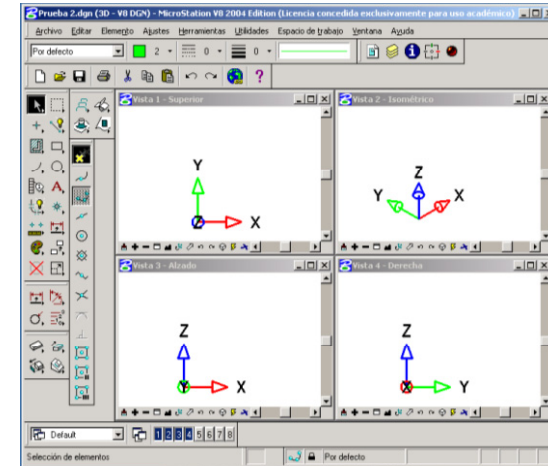 Prueba 2.dgn (3D - V8 DGN) - MicroStation V8 2004 Edition (Licencia concedida exclusivamente para uso académico)
Archivo Editar Elemento Ajustes Herramientas Utilidades Espacio de trabajo Ventana Ayuda
Por defecto 2 0 0
Vista 1 - Superior
Vista 2 - Isométrico
Y
Z X
Z
Y X
Vista 3 - Alzado
Vista 4 - Derecha
Z
Y X
Z
X Y
Default 1 2 3 4 5 6 7 8
Selección de elementos Por defecto